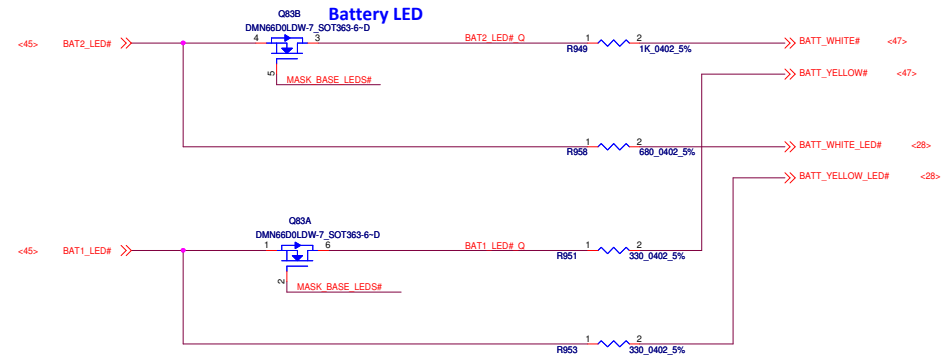 Battery LED
Q83B
DMN66D0LDW-7_SOT363-6~D
<45> BAT2_LED# 4 3 BAT2_LED#_Q 1 2 BATT_WHITE# <47>
R949 1K_0402_5%
5 MASK_BASE_LEDS#
BATT_YELLOW# <47>
1 2 BATT_WHITE_LED# <28>
R958 680_0402_5%
BATT_YELLOW_LED# <28>
Q83A
DMN66D0LDW-7_SOT363-6~D
<45> BAT1_LED# 1 6 BAT1_LED#_Q 1 2
R951 330_0402_5%
2 MASK_BASE_LEDS#
1 2
R953 330_0402_5%